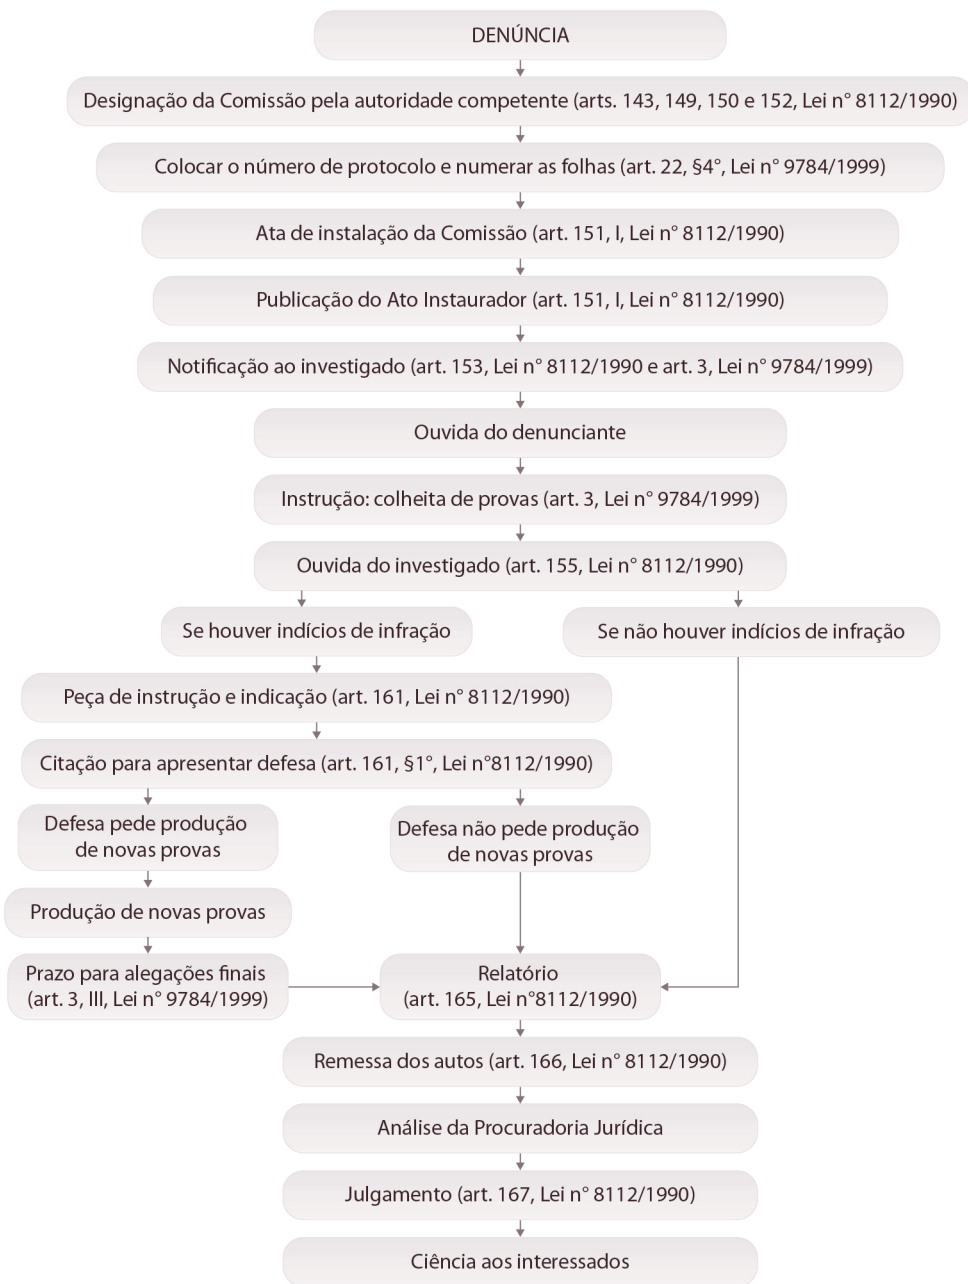 DENÚNCIA
Designação da Comissão pela autoridade competente (arts. 143, 149, 150 e 152, Lei n° 8112/1990)
Colocar o número de protocolo e numerar as folhas (art. 22, §4°, Lei n° 9784/1999)
Ata de instalação da Comissão (art. 151, I, Lei n° 8112/1990)
Publicação do Ato Instaurador (art. 151, I, Lei n° 8112/1990)
Notificação ao investigado (art. 153, Lei n° 8112/1990 e art. 3, Lei n° 9784/1999)
Ouvida do denunciante
Instrução: colheita de provas (art. 3, Lei n° 9784/1999)
Ouvida do investigado (art. 155, Lei n° 8112/1990)
Se houver indícios de infração
Se não houver indícios de infração
Peça de instrução e indicação (art. 161, Lei n° 8112/1990)
Citação para apresentar defesa (art. 161, §1°, Lei n°8112/1990)
Defesa pede produção
de novas provas
Defesa não pede produção
de novas provas
Produção de novas provas
Prazo para alegações finais
(art. 3, III, Lei n° 9784/1999)
Relatório
(art. 165, Lei n°8112/1990)
Remessa dos autos (art. 166, Lei n° 8112/1990)
Análise da Procuradoria Jurídica
Julgamento (art. 167, Lei n° 8112/1990)
Ciência aos interessados